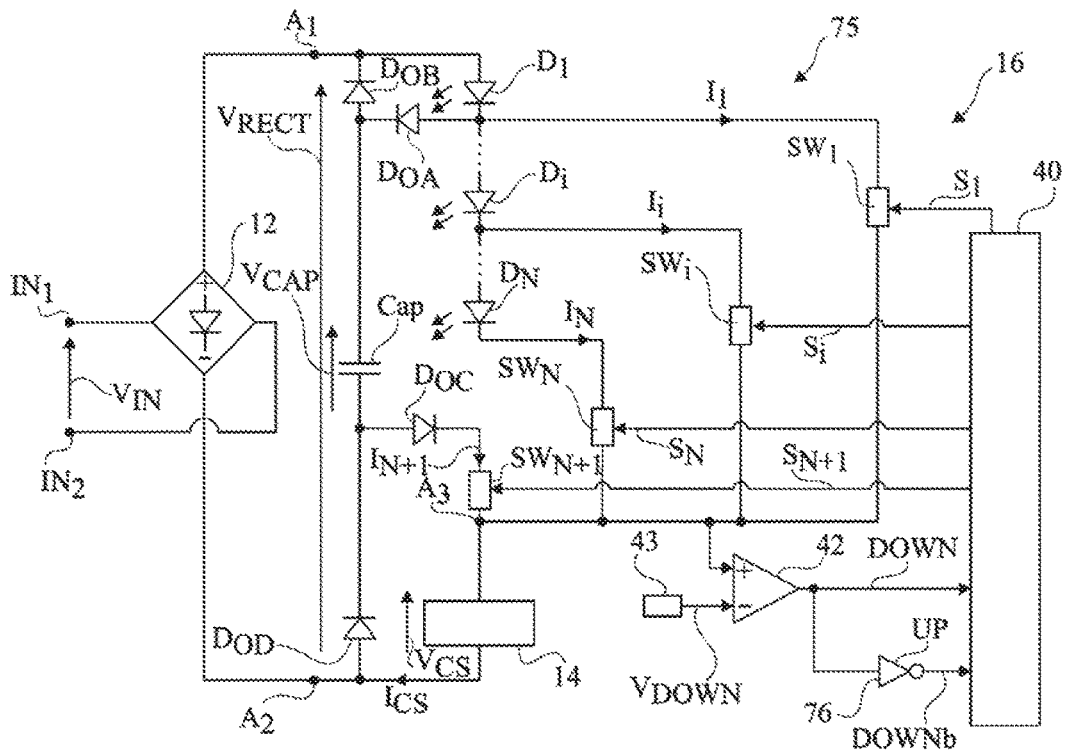 A1
75
DOB
D1
16
VRECT
I1
SW1
DOA
S1
40
Di
Ii
12
VCAP
SWi
DN
IN1
Cap
IN
Si
VIN
DOC
SWN
SN
IN+1
SWN+1
SN+1
IN2
A3
43
42
DOWN
DOD
VCS
UP
14
VDOWN
A2
ICS
76
DOWNb